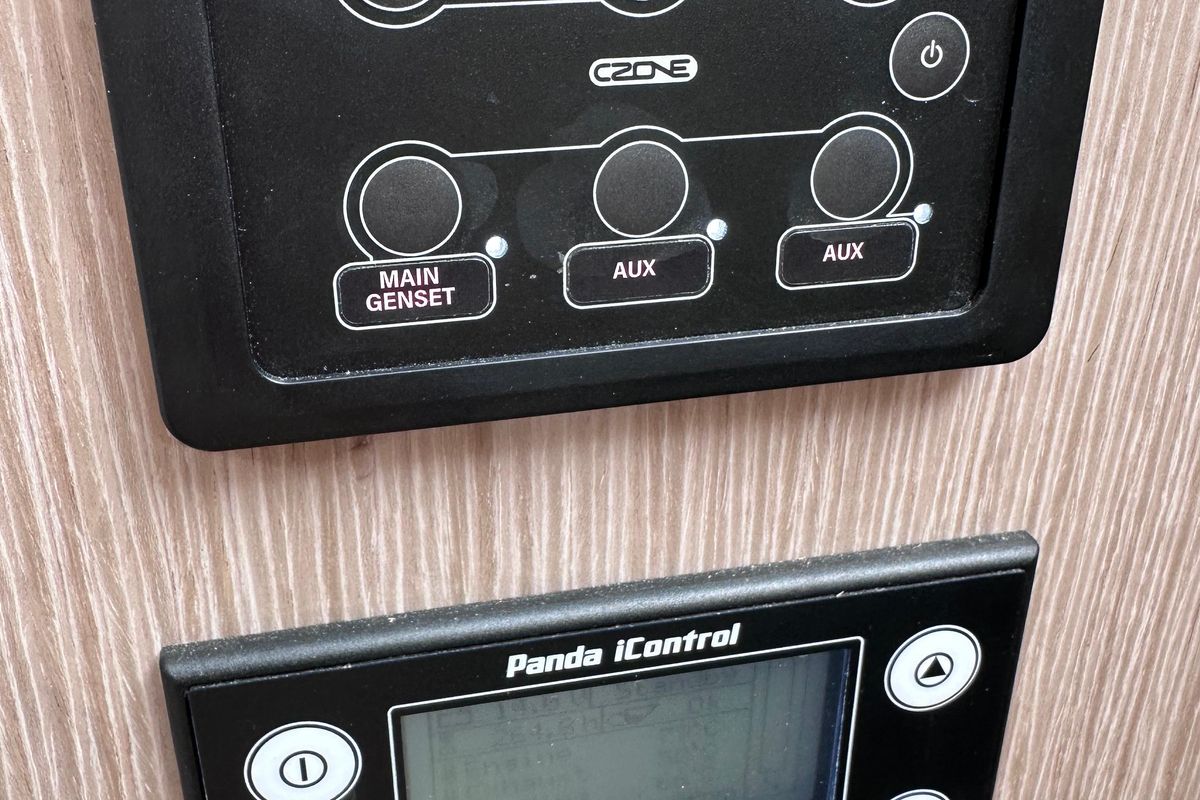 CZONE
MAIN
GENSET
AUX
AUX
Panda iControl